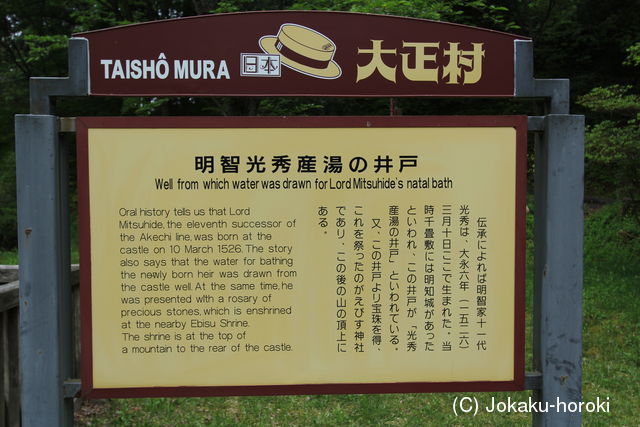 TAISHÔ MURA
日本
大正村
明智光秀産湯の井戸
Well from which water was drawn for Lord Mitsuhide's natal bath
Oral history tells us that Lord
Mitsuhide, the eleventh successor of
the Akechi line, was born at the
castle on 10 March 1526. The story
also says that the water for bathing
the newly born heir was drawn from
the castle well. At the same time, he
was presented with a rosary of
precious stones, which is enshrined
at the nearby Ebisu Shrine.
The shrine is at the top of
a mountain to the rear of the castle.
伝承によれば明智家十一代
光秀は、大永六年(一五二六)
三月十日ここで生まれた。当
時千畳敷には明知城があった
といわれ、この井戸が「光秀
産湯の井戸」といわれている。
又、この井戸より宝珠を得、
これを祭ったのがえびす神社
であり、この後の山の頂上に
ある。
(C) Jokaku-horoki